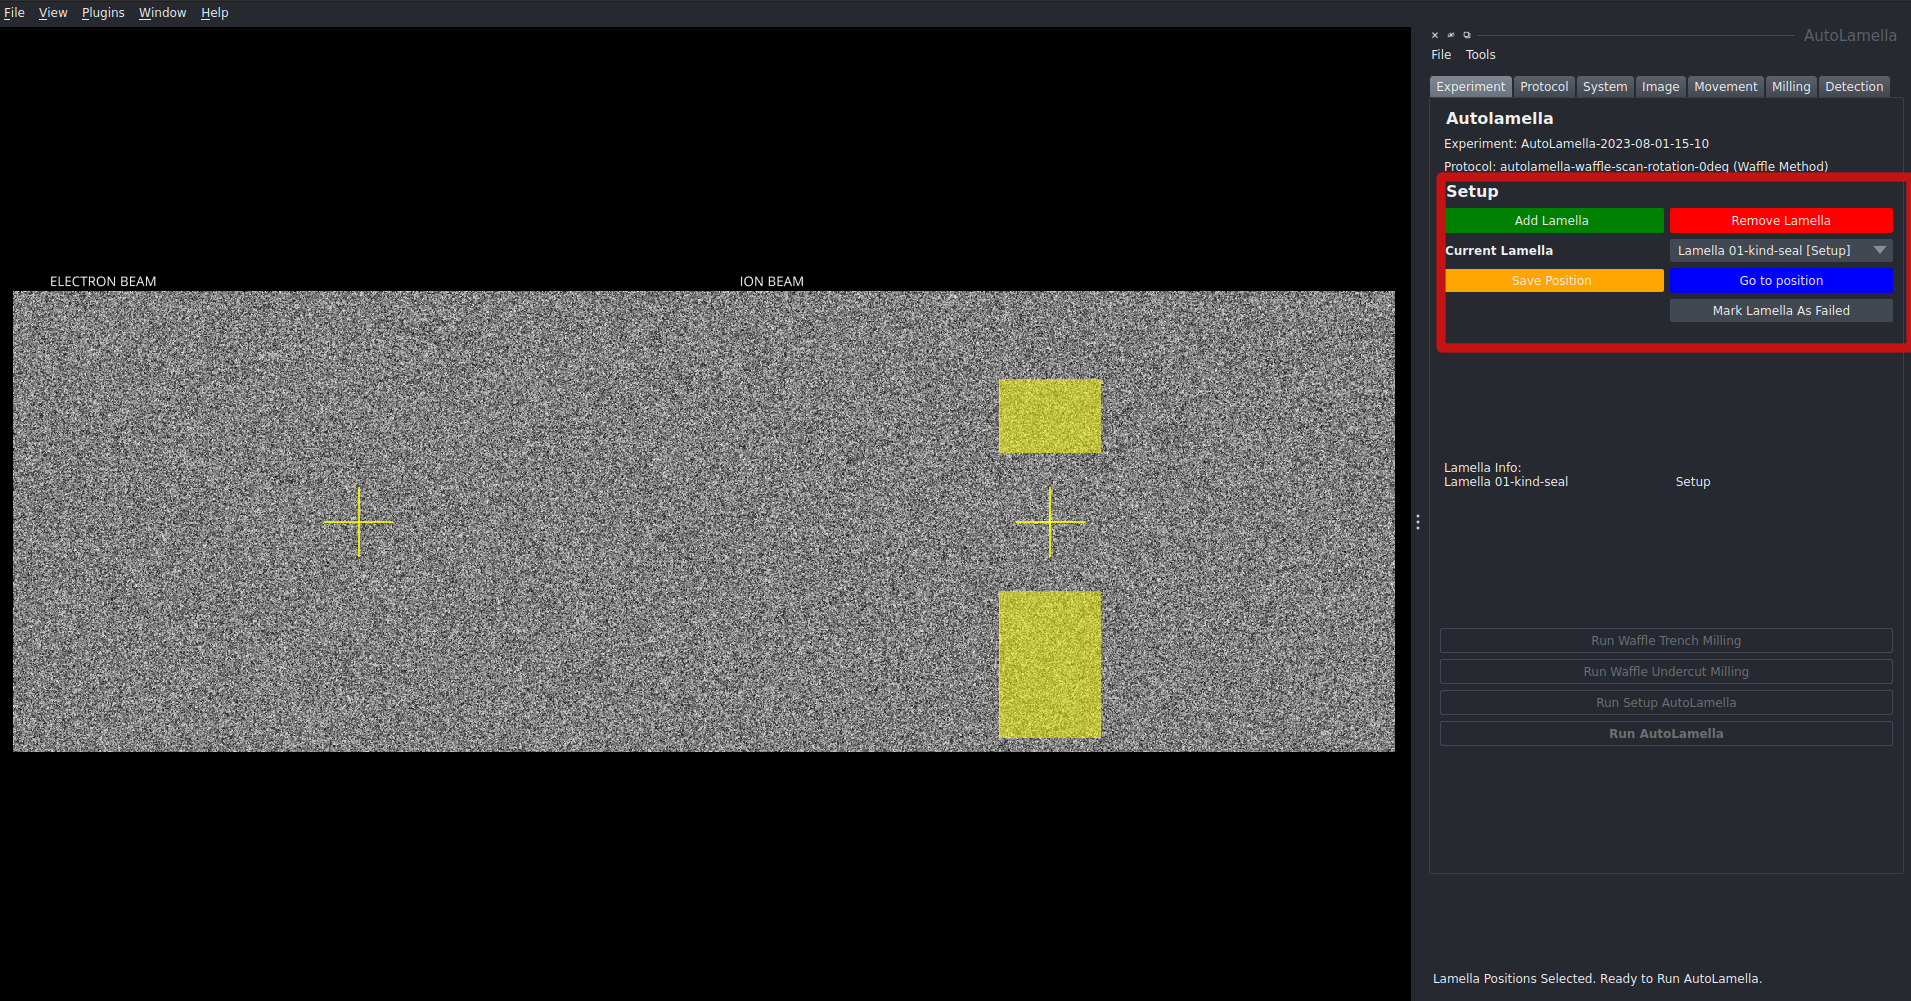 File View Plugins Window Help
AutoLamella
File Tools
Experiment Protocol System Image Movement Milling Detection
Autolamella
Experiment: AutoLamella-2023-08-01-15-10
Protocol: autolamella-waffle-scan-rotation-0deg (Waffle Method)
Setup
Add Lamella Remove Lamella
Current Lamella Lamella 01-kind-seal [Setup]
Save Position Go to position
Mark Lamella As Failed
ELECTRON BEAM ION BEAM
Lamella Info:
Lamella 01-kind-seal Setup
Run Waffle Trench Milling
Run Waffle Undercut Milling
Run Setup AutoLamella
Run AutoLamella
Lamella Positions Selected. Ready to Run AutoLamella.